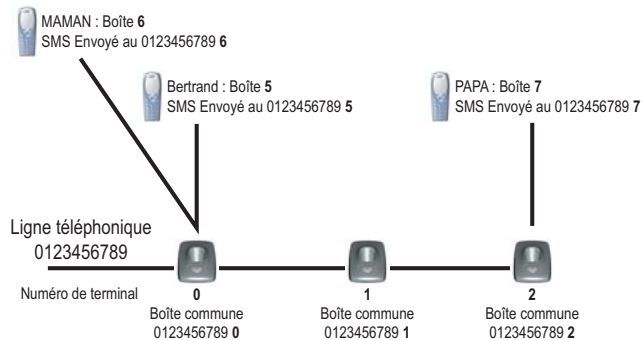 MAMAN : Boîte 6
SMS Envoyé au 0123456789 6
Bertrand : Boîte 5
SMS Envoyé au 0123456789 5
PAPA : Boîte 7
SMS Envoyé au 0123456789 7
Ligne téléphonique
0123456789
Numéro de terminal
0
Boîte commune
0123456789 0
1
Boîte commune
0123456789 1
2
Boîte commune
0123456789 2